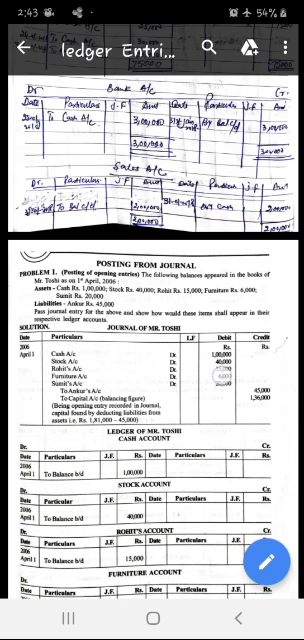 2:43 54%
ledger Entri...
75000 75000
Dr Bank A/c Cr.
Date Particulars J.F Amt Date Particulars J.F Amt
To Cash A/c 3,00,000 By Bal c/d 3,00,000
3,00,000 3,00,000
Sales A/c
Dr. Particulars J.F Amt Date Particulars J.F Amt
To Bal c/d 2,00,000 By Cash 2,00,000
2,00,000 2,00,000
POSTING FROM JOURNAL
PROBLEM 1. (Posting of opening entries) The following balances appeared in the books of
Mr. Toshi as on 1st April, 2006 :
Assets - Cash Rs. 1,00,000; Stock Rs. 40,000; Rohit Rs. 15,000; Furniture Rs. 6,000;
Sumit Rs. 20,000
Liabilities - Ankur Rs. 45,000
Pass journal entry for the above and show how would these items shall appear in their
respective ledger accounts.
SOLUTION. JOURNAL OF MR. TOSHI
Date Particulars L.F Debit Credit
2006 Rs. Rs.
April 1 Cash A/c Dr. 1,00,000
Stock A/c Dr. 40,000
Rohit's A/c Dr. 15,000
Furniture A/c Dr. 6,000
Sumit's A/c Dr. 20,000
To Ankur's A/c 45,000
To Capital A/c (balancing figure) 1,36,000
(Being opening entry recorded in Journal,
capital found by deducting liabilities from
assets i.e. Rs. 1,81,000 - 45,000)
LEDGER OF MR. TOSHI
CASH ACCOUNT
Dr. Cr.
Date Particulars J.F. Rs. Date Particulars J.F. Rs.
2006
April 1 To Balance b/d 1,00,000
STOCK ACCOUNT
Dr. Cr.
Date Particular J.F. Rs. Date Particulars J.F. Rs.
2006
April 1 To Balance b/d 40,000
ROHIT'S ACCOUNT
Dr. Cr.
Date Particulars J.F. Rs. Date Particulars J.F. Rs.
2006
April 1 To Balance b/d 15,000
FURNITURE ACCOUNT
Dr.
Date Particulars J.F. Rs. Date Particulars J.F. Rs.